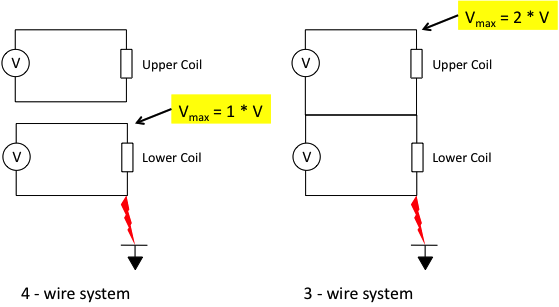 V
Upper Coil
Vmax = 1 * V
V
Lower Coil
4 - wire system
Vmax = 2 * V
V
Upper Coil
V
Lower Coil
3 - wire system